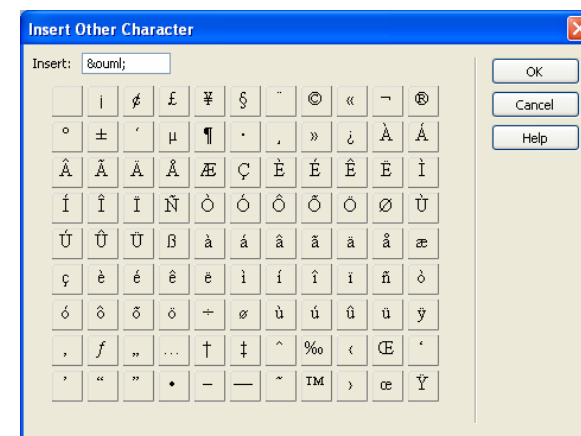 Insert Other Character
Insert: &ouml;
OK
Cancel
Help
¡ ¢ £ ¥ § ¨ © « ¬ ®
° ± ´ µ ¶ · ¸ » ¿ À Á
Â Ã Ä Å Æ Ç È É Ê Ë Ì
Í Î Ï Ñ Ò Ó Ô Õ Ö Ø Ù
Ú Û Ü ß à á â ã ä å æ
ç è é ê ë ì í î ï ñ ò
ó ô õ ö ÷ ø ù ú û ü ÿ
‚ ƒ „ … † ‡ ˆ ‰ ‹ Œ ‘
’ “ ” • – — ˜ ™ › œ Ÿ